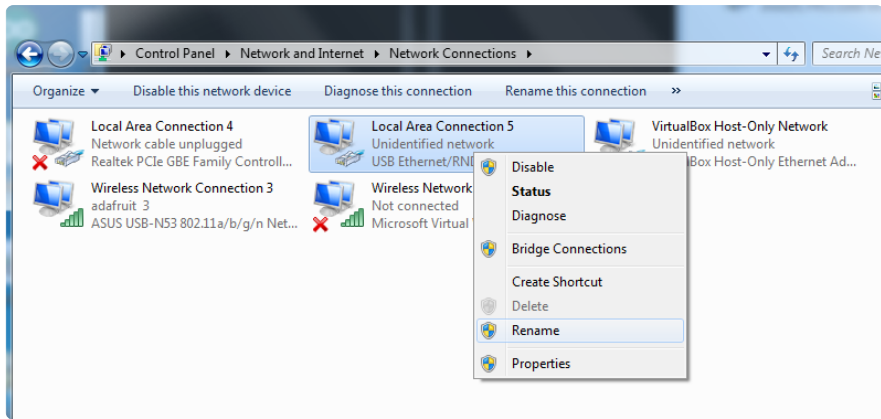 Control Panel Network and Internet Network Connections
Search Ne
Organize Disable this network device Diagnose this connection Rename this connection »
Local Area Connection 4
Network cable unplugged
Realtek PCIe GBE Family Controll...
Local Area Connection 5
Unidentified network
USB Ethernet/RND
VirtualBox Host-Only Network
Unidentified network
Box Host-Only Ethernet Ad...
Wireless Network Connection 3
adafruit 3
ASUS USB-N53 802.11a/b/g/n Net...
Wireless Network
Not connected
Microsoft Virtual
Disable
Status
Diagnose
Bridge Connections
Create Shortcut
Delete
Rename
Properties